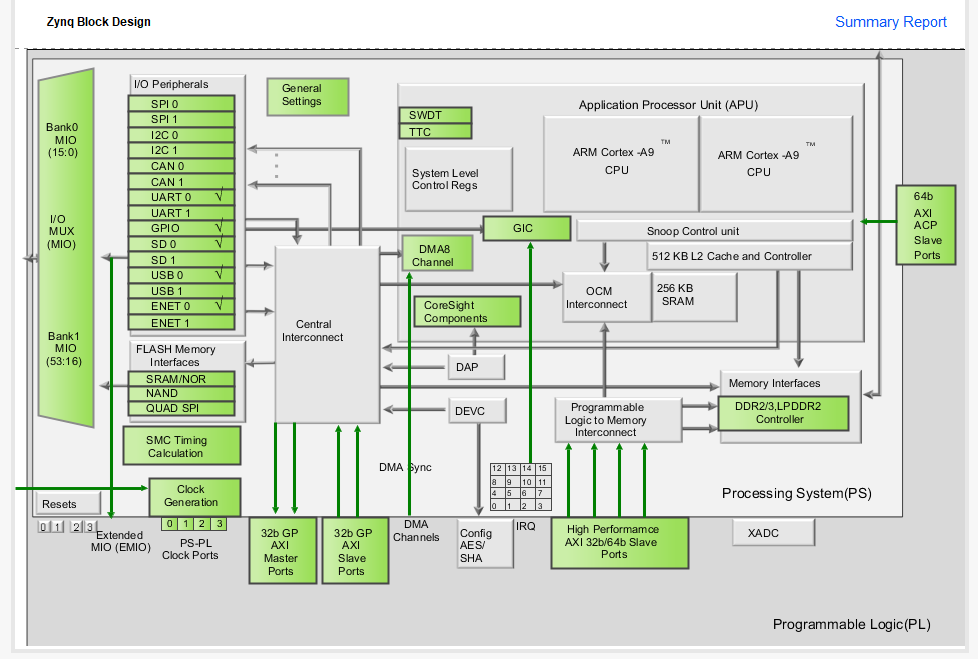 Zynq Block Design
Summary Report
I/O Peripherals
SPI 0
SPI 1
I2C 0
I2C 1
CAN 0
CAN 1
UART 0 √
UART 1
GPIO √
SD 0 √
SD 1
USB 0 √
USB 1
ENET 0 √
ENET 1
Bank0
MIO
(15:0)
I/O
MUX
(MIO)
Bank1
MIO
(53:16)
FLASH Memory
Interfaces
SRAM/NOR
NAND
QUAD SPI
SMC Timing
Calculation
General
Settings
Application Processor Unit (APU)
SWDT
TTC
System Level
Control Regs
ARM Cortex -A9 ™
CPU
ARM Cortex -A9 ™
CPU
GIC
Snoop Control unit
512 KB L2 Cache and Controller
DMA8
Channel
OCM
Interconnect
256 KB
SRAM
CoreSight
Components
Central
Interconnect
DAP
DEVC
Programmable
Logic to Memory
Interconnect
Memory Interfaces
DDR2/3,LPDDR2
Controller
64b
AXI
ACP
Slave
Ports
Processing System(PS)
Clock
Generation
Resets
0 1 2 3
0 1 2 3
Extended
MIO (EMIO)
PS-PL
Clock Ports
32b GP
AXI
Master
Ports
32b GP
AXI
Slave
Ports
DMA Sync
DMA
Channels
12 13 14 15
8 9 10 11
4 5 6 7
0 1 2 3
IRQ
Config
AES/
SHA
High Performamce
AXI 32b/64b Slave
Ports
XADC
Programmable Logic(PL)